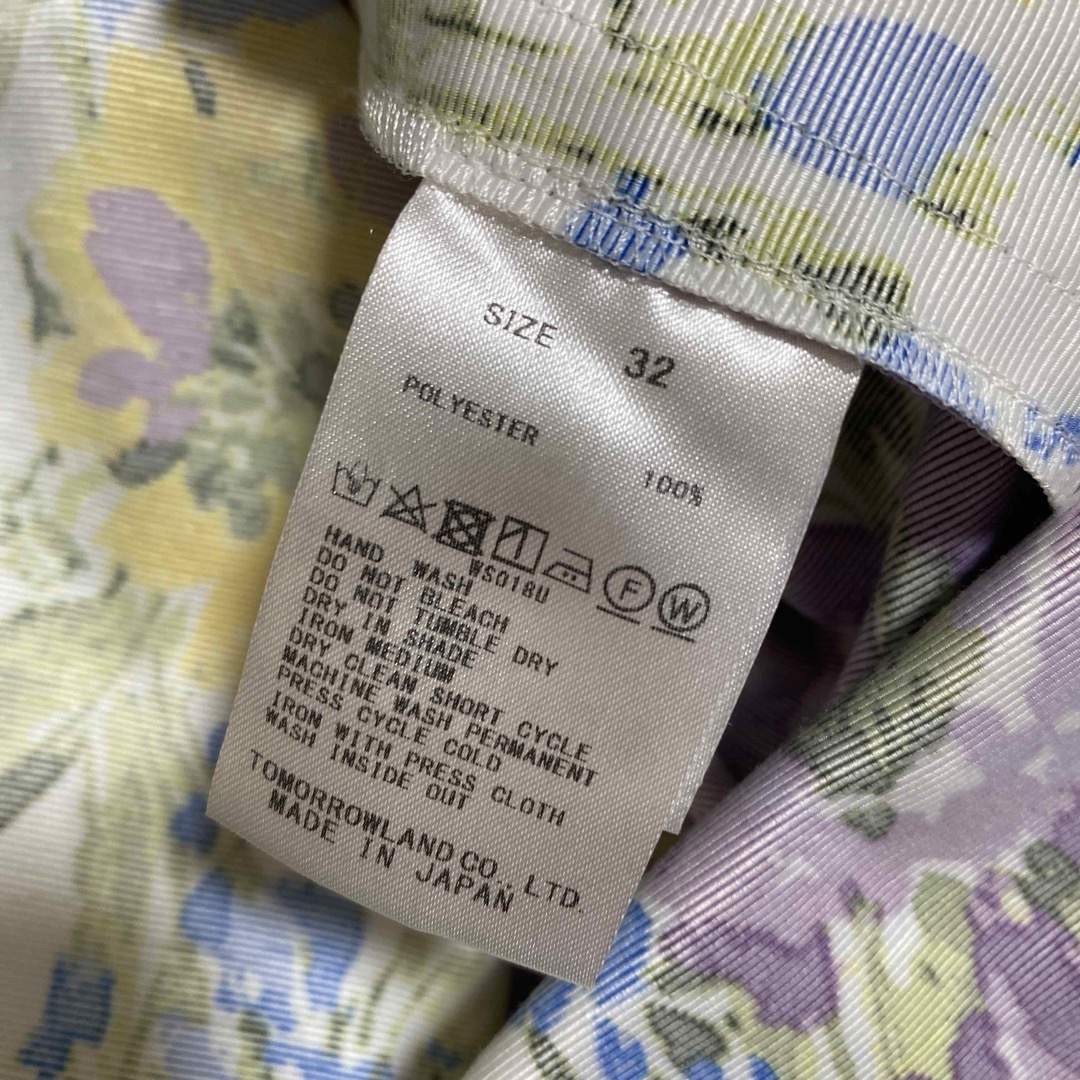 SIZE 32
POLYESTER 100%
F W
WS018U
HAND WASH
DO NOT BLEACH
DO NOT TUMBLE DRY
DRY IN SHADE
IRON MEDIUM
DRY CLEAN SHORT CYCLE
MACHINE WASH PERMANENT
PRESS CYCLE COLD
IRON WITH PRESS CLOTH
WASH INSIDE OUT
TOMORROWLAND CO., LTD.
MADE IN JAPAN